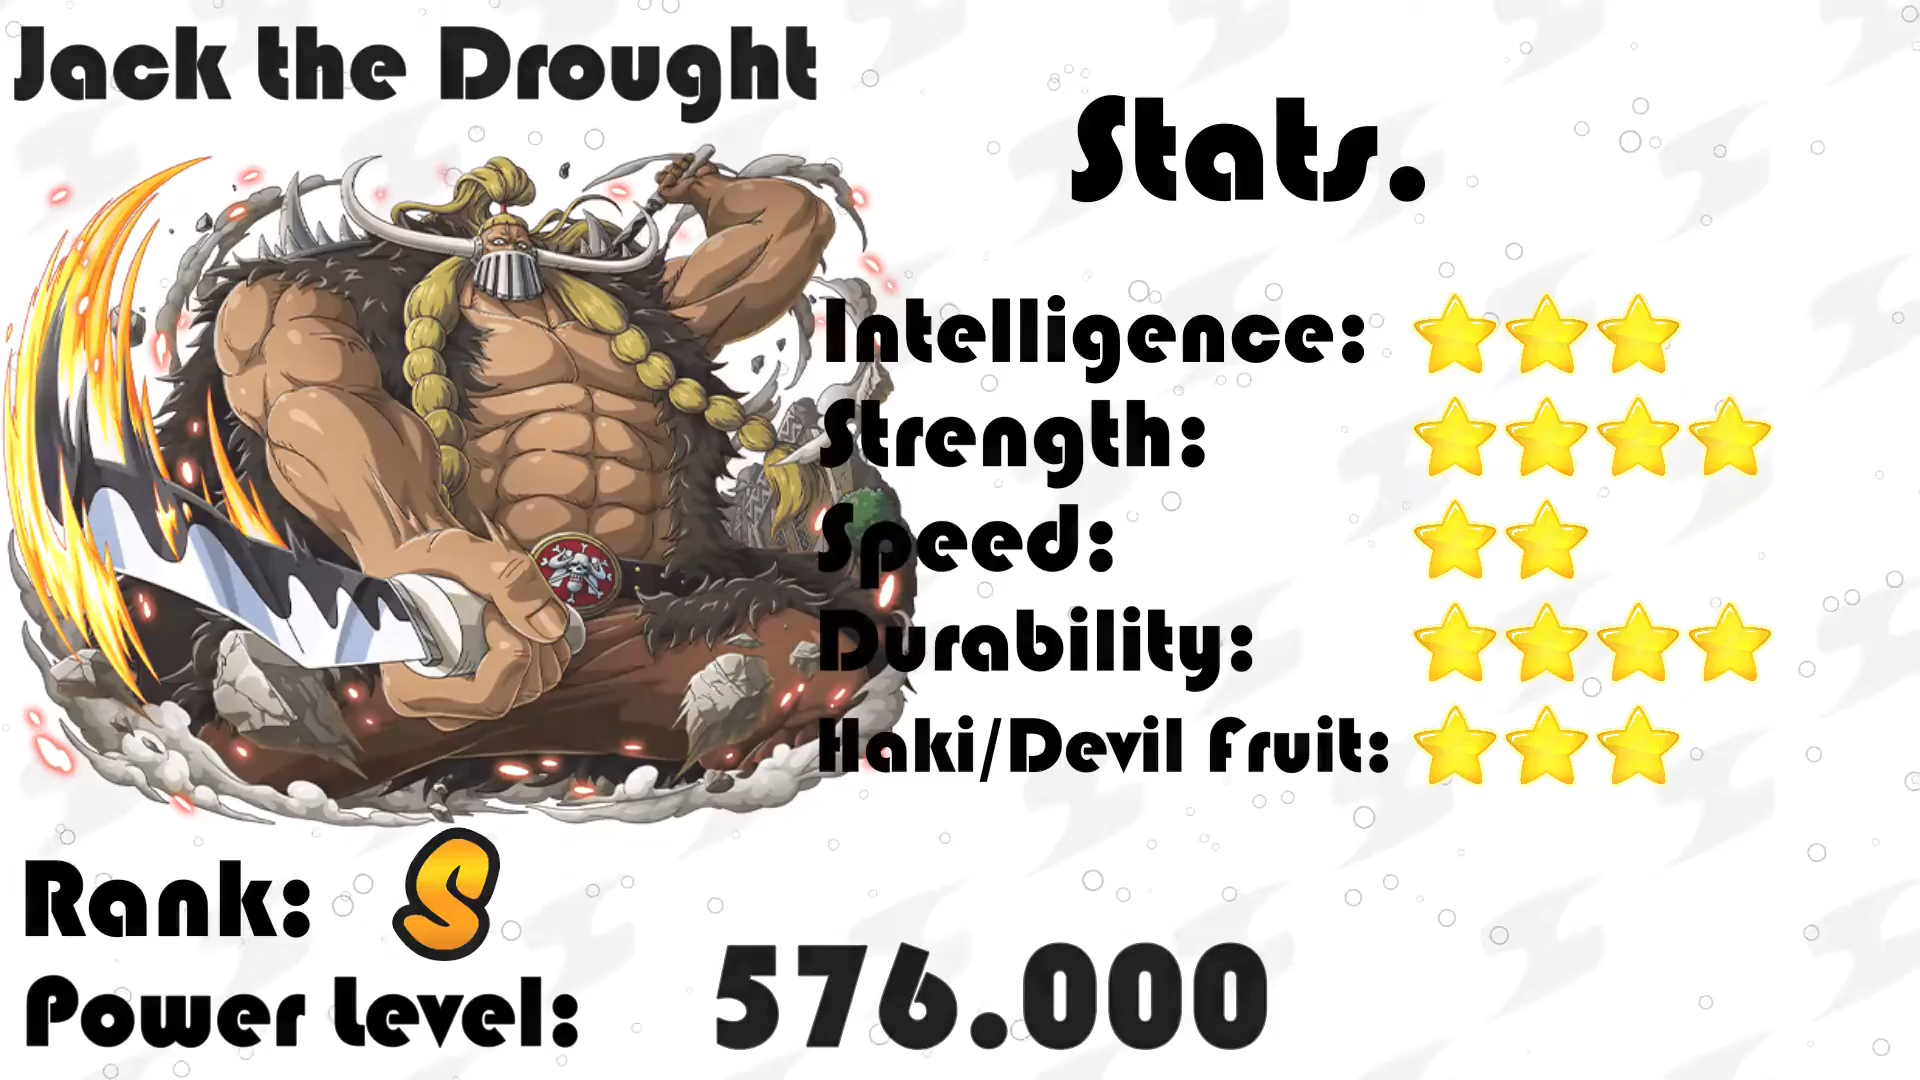 Jack the Drought
Stats.
Intelligence:
Strength:
Speed:
Durability:
Haki/Devil Fruit:
Rank: S
Power Level: 576.000